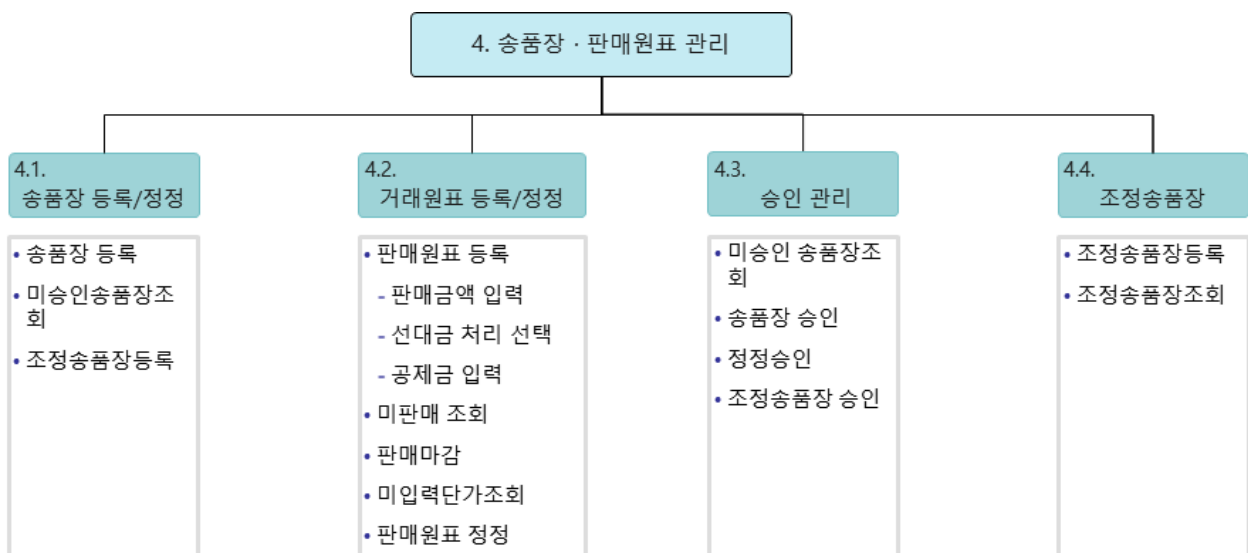 4. 송품장 · 판매원표 관리
4.1.
송품장 등록/정정
• 송품장 등록
• 미승인송품장조
회
• 조정송품장등록
4.2.
거래원표 등록/정정
• 판매원표 등록
- 판매금액 입력
- 선대금 처리 선택
- 공제금 입력
• 미판매 조회
• 판매마감
• 미입력단가조회
• 판매원표 정정
4.3.
승인 관리
• 미승인 송품장조
회
• 송품장 승인
• 정정승인
• 조정송품장 승인
4.4.
조정송품장
• 조정송품장등록
• 조정송품장조회